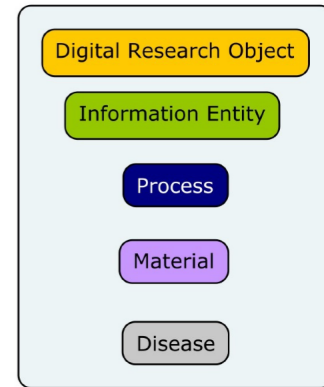 Digital Research Object
Information Entity
Process
Material
Disease